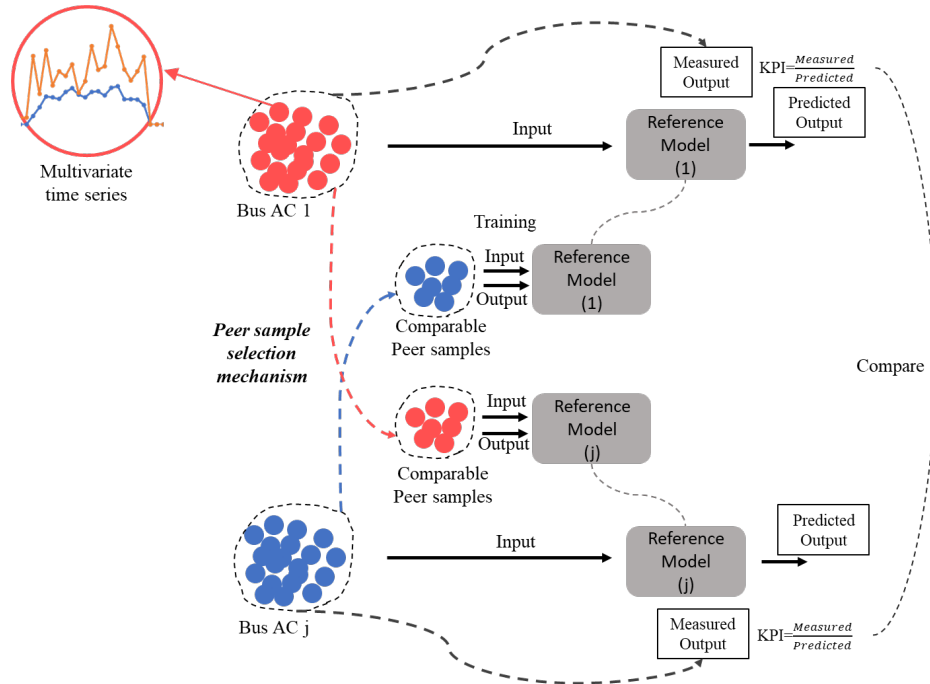 Measured
Output
KPI=Measured/Predicted
Predicted
Output
Input
Reference
Model
(1)
Multivariate
time series
Bus AC 1
Training
Input
Output
Reference
Model
(1)
Comparable
Peer samples
Peer sample
selection
mechanism
Compare
Input
Output
Reference
Model
(j)
Comparable
Peer samples
Predicted
Output
Input
Reference
Model
(j)
Bus AC j
Measured
Output
KPI=Measured/Predicted